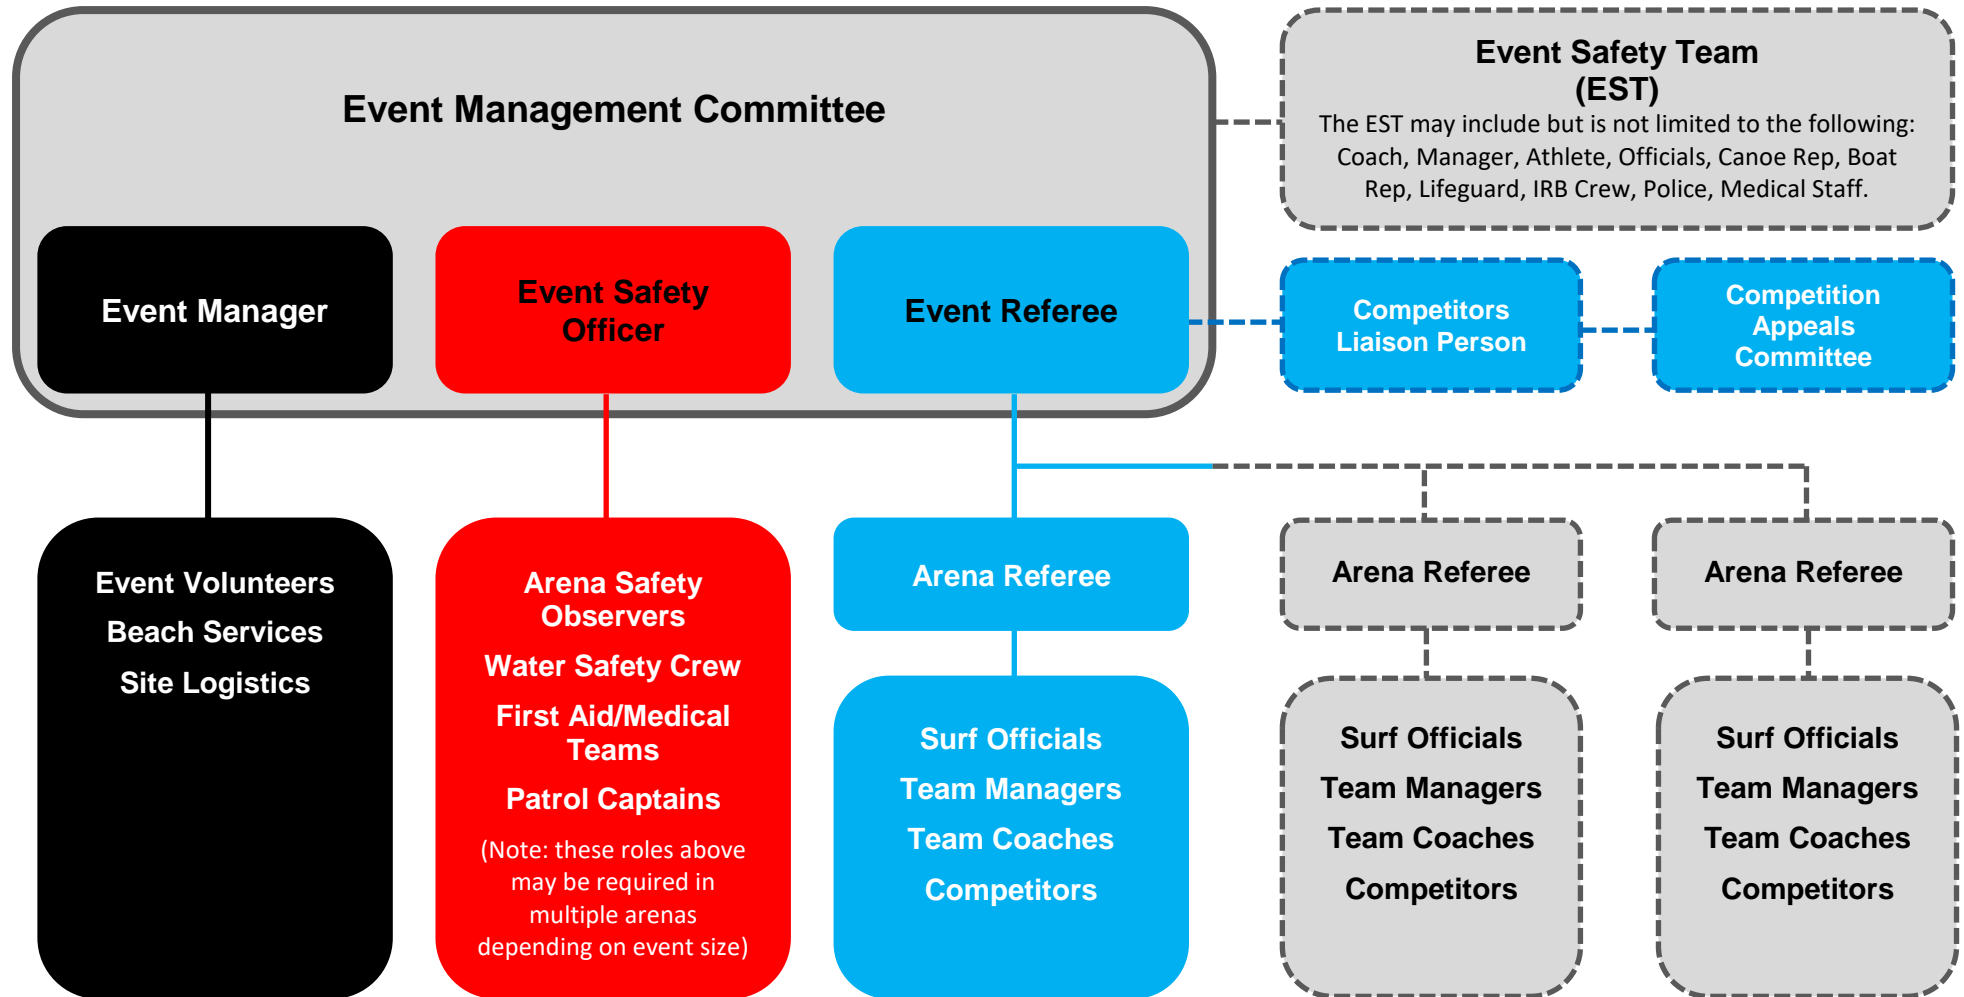 Event Management Committee
Event Safety Team
(EST)
The EST may include but is not limited to the following:
Coach, Manager, Athlete, Officials, Canoe Rep, Boat
Rep, Lifeguard, IRB Crew, Police, Medical Staff.
Event Manager
Event Safety
Officer
Event Referee
Competitors
Liaison Person
Competition
Appeals
Committee
Event Volunteers
Beach Services
Site Logistics
Arena Safety
Observers
Water Safety Crew
First Aid/Medical
Teams
Patrol Captains
(Note: these roles above
may be required in
multiple arenas
depending on event size)
Arena Referee
Surf Officials
Team Managers
Team Coaches
Competitors
Arena Referee
Surf Officials
Team Managers
Team Coaches
Competitors
Arena Referee
Surf Officials
Team Managers
Team Coaches
Competitors